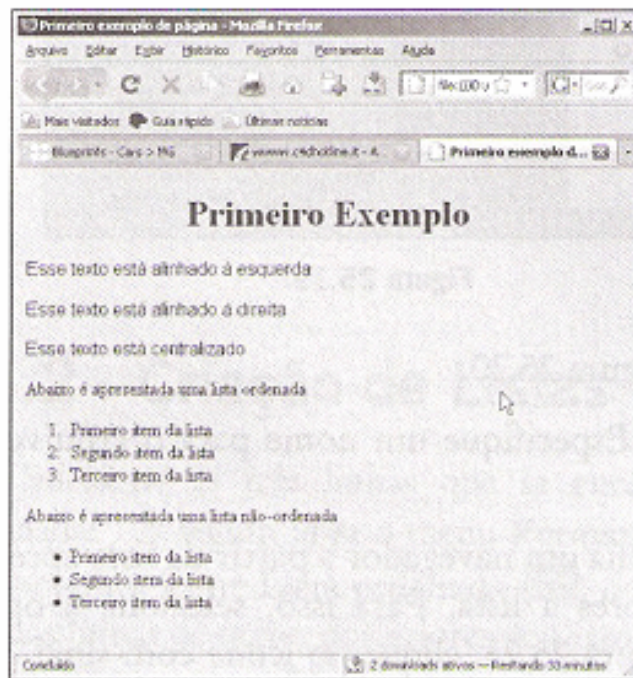 Primeiro exemplo de página - Mozilla Firefox
Arquivo Editar Exibir Histórico Favoritos Ferramentas Ajuda
Mais visitados Guia rápido Últimas notícias
Blueprints - Cars > MG Primeiro exemplo d...
Primeiro Exemplo
Esse texto está alinhado à esquerda
Esse texto está alinhado à direita
Esse texto está centralizado
Abaixo é apresentada uma lista ordenada
1. Primeiro item da lista
2. Segundo item da lista
3. Terceiro item da lista
Abaixo é apresentada uma lista não-ordenada
• Primeiro item da lista
• Segundo item da lista
• Terceiro item da lista
Concluído 2 downloads ativos — Restando 33 minutos